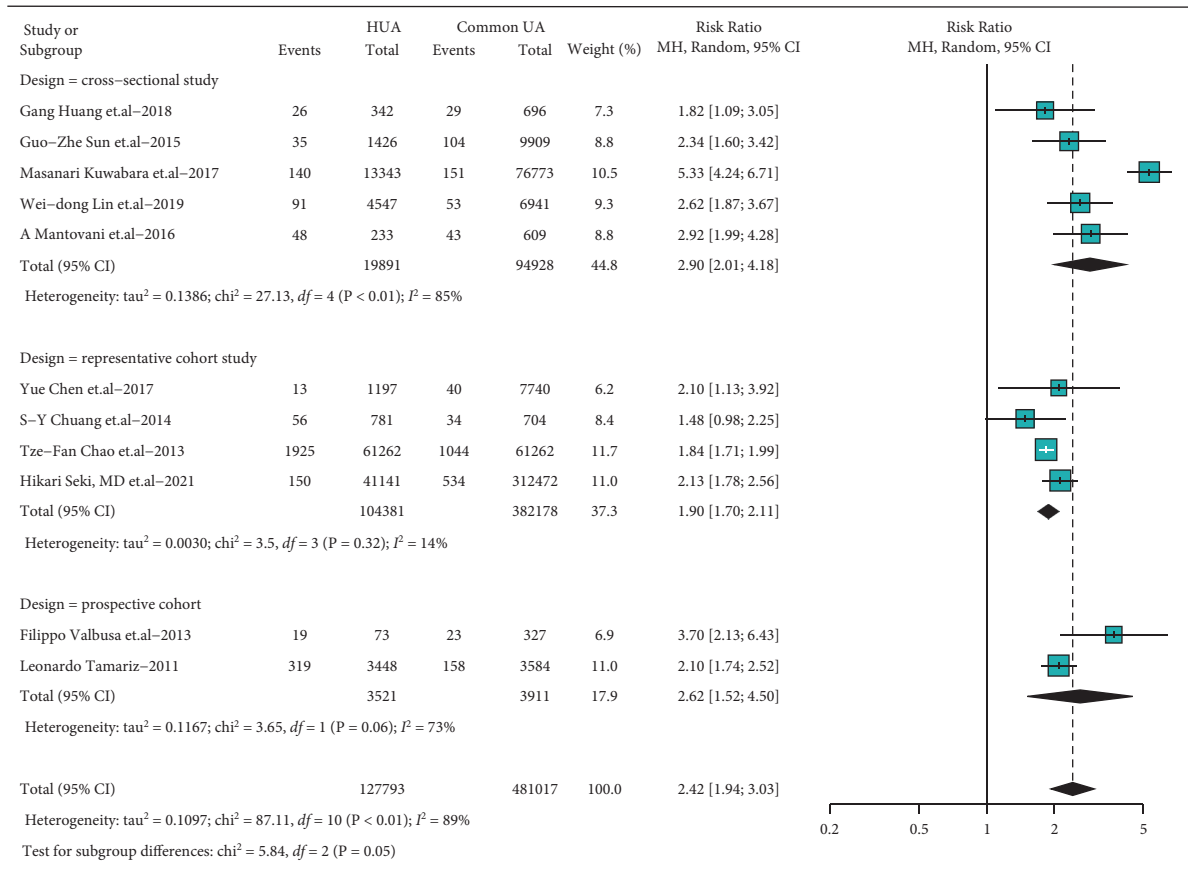 Study or HUA Common UA Risk Ratio Risk Ratio
Subgroup Events Total Events Total Weight (%) MH, Random, 95% CI MH, Random, 95% CI
Design = cross−sectional study
Gang Huang et.al−2018 26 342 29 696 7.3 1.82 [1.09; 3.05]
Guo−Zhe Sun et.al−2015 35 1426 104 9909 8.8 2.34 [1.60; 3.42]
Masanari Kuwabara et.al−2017 140 13343 151 76773 10.5 5.33 [4.24; 6.71]
Wei−dong Lin et.al−2019 91 4547 53 6941 9.3 2.62 [1.87; 3.67]
A Mantovani et.al−2016 48 233 43 609 8.8 2.92 [1.99; 4.28]
Total (95% CI) 19891 94928 44.8 2.90 [2.01; 4.18]
Heterogeneity: tau² = 0.1386; chi² = 27.13, df = 4 (P < 0.01); I² = 85%
Design = representative cohort study
Yue Chen et.al−2017 13 1197 40 7740 6.2 2.10 [1.13; 3.92]
S−Y Chuang et.al−2014 56 781 34 704 8.4 1.48 [0.98; 2.25]
Tze−Fan Chao et.al−2013 1925 61262 1044 61262 11.7 1.84 [1.71; 1.99]
Hikari Seki, MD et.al−2021 150 41141 534 312472 11.0 2.13 [1.78; 2.56]
Total (95% CI) 104381 382178 37.3 1.90 [1.70; 2.11]
Heterogeneity: tau² = 0.0030; chi² = 3.5, df = 3 (P = 0.32); I² = 14%
Design = prospective cohort
Filippo Valbusa et.al−2013 19 73 23 327 6.9 3.70 [2.13; 6.43]
Leonardo Tamariz−2011 319 3448 158 3584 11.0 2.10 [1.74; 2.52]
Total (95% CI) 3521 3911 17.9 2.62 [1.52; 4.50]
Heterogeneity: tau² = 0.1167; chi² = 3.65, df = 1 (P = 0.06); I² = 73%
Total (95% CI) 127793 481017 100.0 2.42 [1.94; 3.03]
Heterogeneity: tau² = 0.1097; chi² = 87.11, df = 10 (P < 0.01); I² = 89%
0.2 0.5 1 2 5
Test for subgroup differences: chi² = 5.84, df = 2 (P = 0.05)